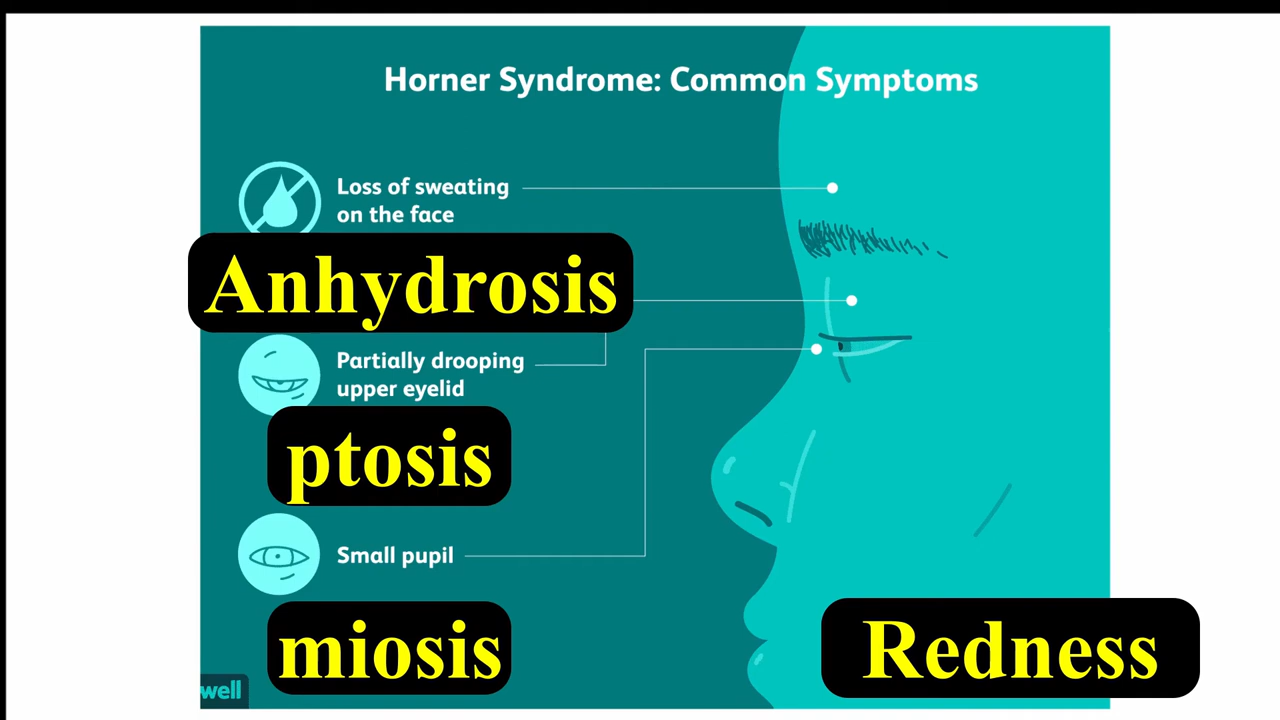 Horner Syndrome: Common Symptoms
Loss of sweating
on the face
Anhydrosis
Partially drooping
upper eyelid
ptosis
Small pupil
miosis
Redness
well